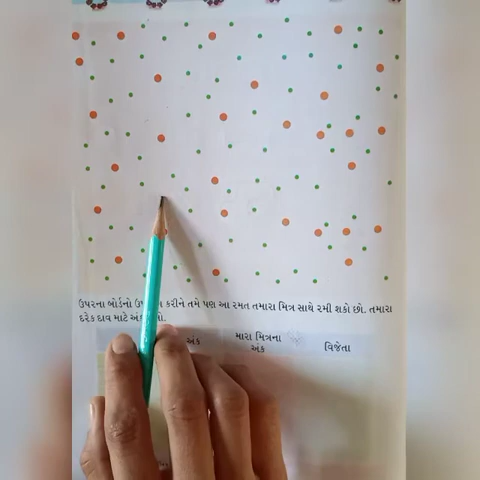 ઉપરના બોર્ડનો કરીને તમે પણ આ રમત તમારા મિત્ર સાથે રમી શકો છો. તમારા
દરેક દાવ માટે
અંક
મારા મિત્રના
અંક
વિજેતા